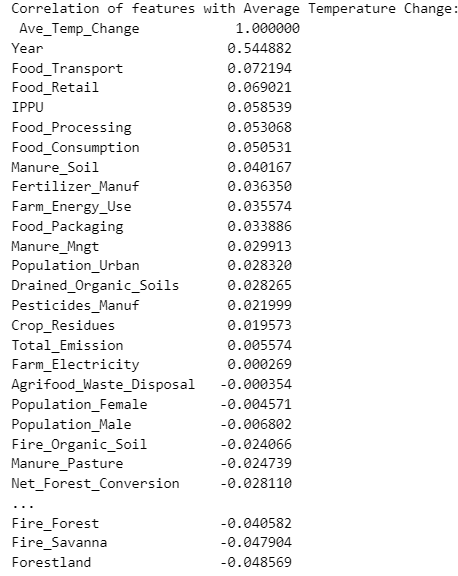 Correlation of features with Average Temperature Change:
Ave_Temp_Change 1.000000
Year 0.544882
Food_Transport 0.072194
Food_Retail 0.069021
IPPU 0.058539
Food_Processing 0.053068
Food_Consumption 0.050531
Manure_Soil 0.040167
Fertilizer_Manuf 0.036350
Farm_Energy_Use 0.035574
Food_Packaging 0.033886
Manure_Mngt 0.029913
Population_Urban 0.028320
Drained_Organic_Soils 0.028265
Pesticides_Manuf 0.021999
Crop_Residues 0.019573
Total_Emission 0.005574
Farm_Electricity 0.000269
Agrifood_Waste_Disposal -0.000354
Population_Female -0.004571
Population_Male -0.006802
Fire_Organic_Soil -0.024066
Manure_Pasture -0.024739
Net_Forest_Conversion -0.028110
...
Fire_Forest -0.040582
Fire_Savanna -0.047904
Forestland -0.048569